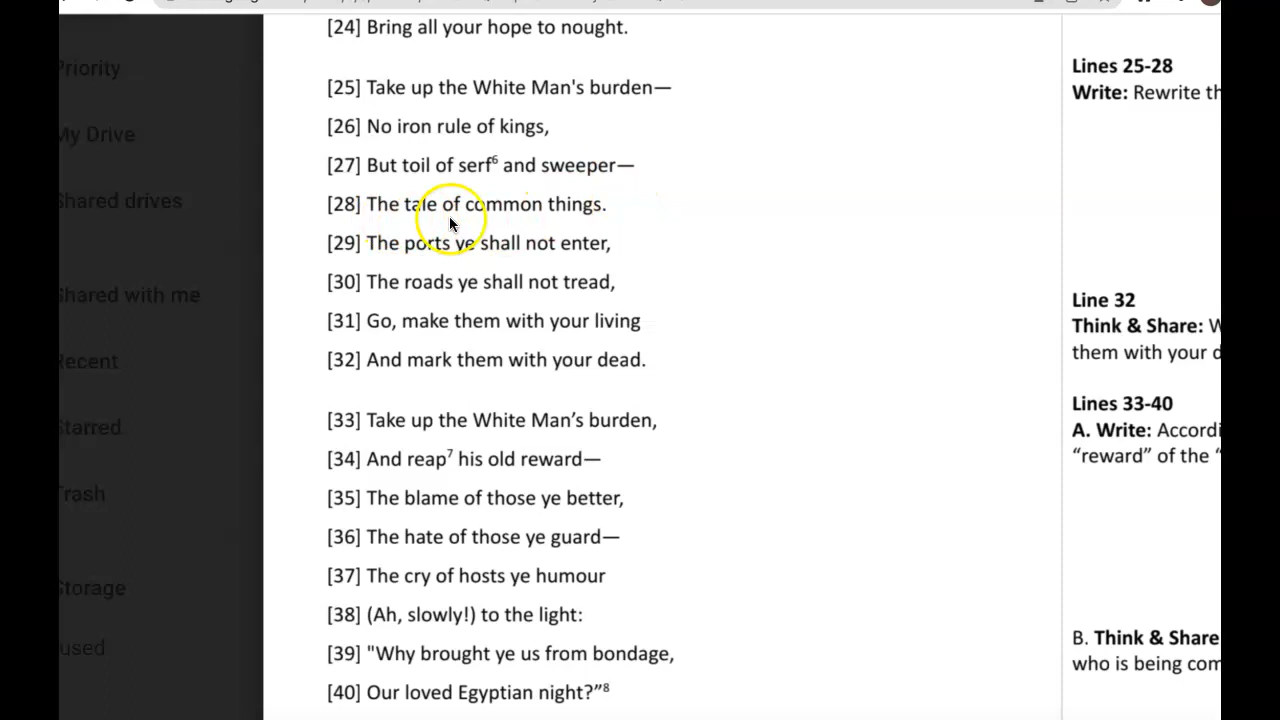 [24] Bring all your hope to nought.
Priority
My Drive
Shared drives
Shared with me
Recent
Starred
Trash
Storage
used
[25] Take up the White Man's burden—
[26] No iron rule of kings,
[27] But toil of serf⁶ and sweeper—
[28] The tale of common things.
[29] The ports ye shall not enter,
[30] The roads ye shall not tread,
[31] Go, make them with your living
[32] And mark them with your dead.
[33] Take up the White Man’s burden,
[34] And reap⁷ his old reward—
[35] The blame of those ye better,
[36] The hate of those ye guard—
[37] The cry of hosts ye humour
[38] (Ah, slowly!) to the light:
[39] "Why brought ye us from bondage,
[40] Our loved Egyptian night?”⁸
Lines 25-28
Write: Rewrite th
Line 32
Think & Share: W
them with your d
Lines 33-40
A. Write: Accordi
“reward” of the “
B. Think & Share
who is being com